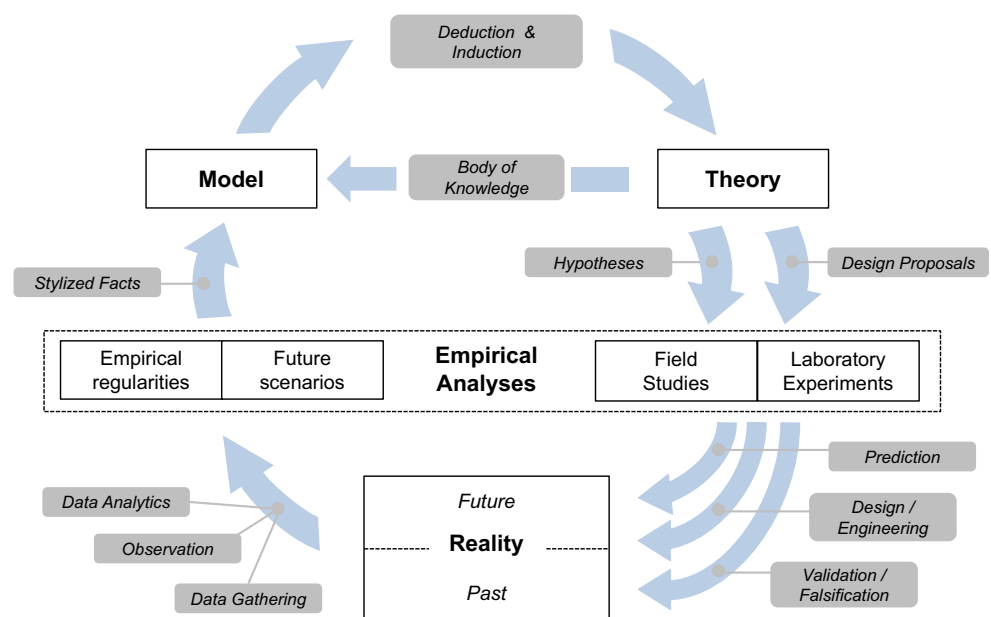 Deduction &
Induction
Model
Body of
Knowledge
Theory
Stylized Facts
Hypotheses
Design Proposals
Empirical
regularities
Future
scenarios
Empirical
Analyses
Field
Studies
Laboratory
Experiments
Prediction
Data Analytics
Future
Design /
Engineering
Observation
Reality
Data Gathering
Past
Validation /
Falsification